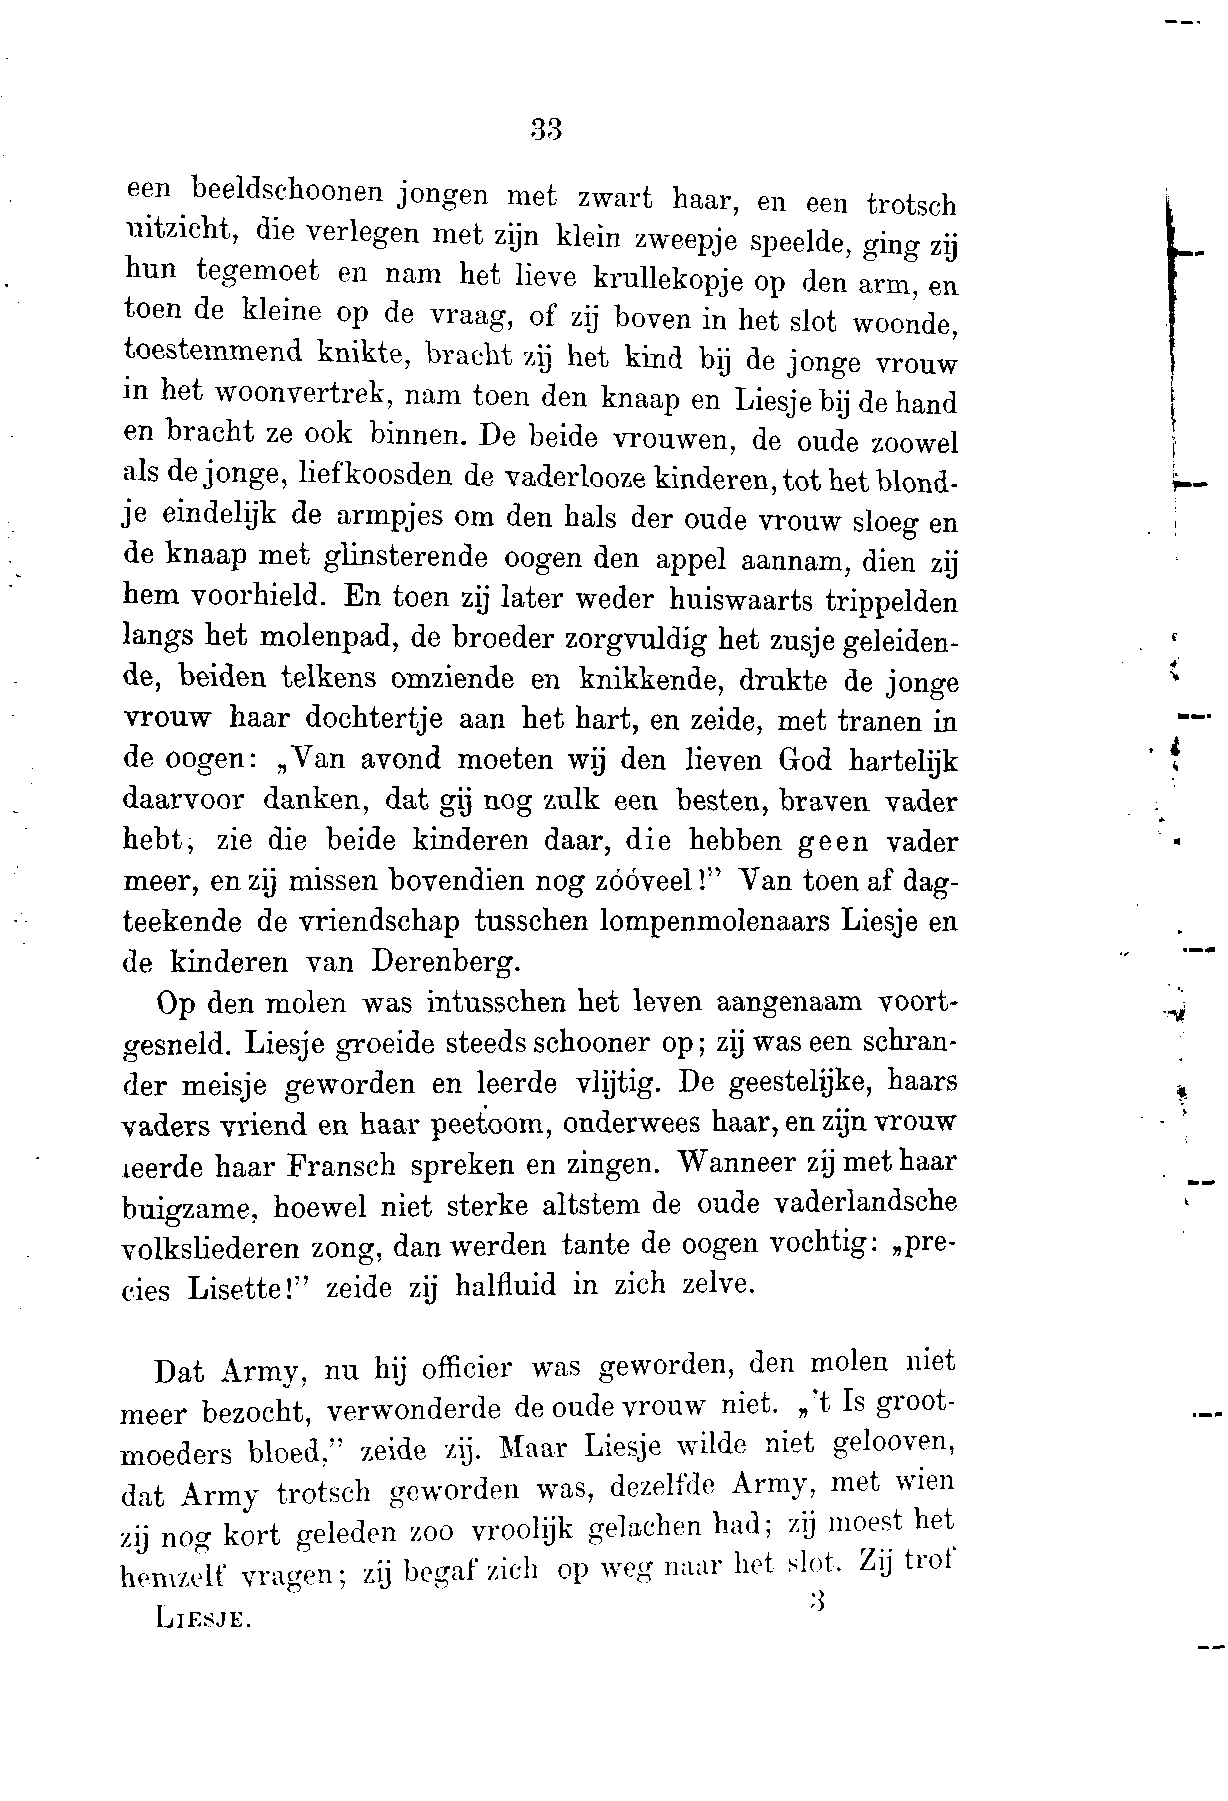 33
een beeldschoonen jongen met zwart haar, en een trotsch
uitzicht, die verlegen met zijn klein zweepje speelde, ging zij
hun tegemoet en nam het lieve krullekopje op den arm, en
toen de kleine op de vraag, of zij boven in het slot woonde,
toestemmend knikte, bracht zij het kind bij de jonge vrouw
in het woonvertrek, nam toen den knaap en Liesje bij de hand
en bracht ze ook binnen. De beide vrouwen, de oude zoowel
als de jonge, liefkoosden de vaderlooze kinderen, tot het blond-
je eindelijk de armpjes om den hals der oude vrouw sloeg en
de knaap met glinsterende oogen den appel aannam, dien zij
hem voorhield. En toen zij later weder huiswaarts trippelden
langs het molenpad, de broeder zorgvuldig het zusje geleiden-
de, beiden telkens omziende en knikkende, drukte de jonge
vrouw haar dochtertje aan het hart, en zeide, met tranen in
de oogen: „Van avond moeten wij den lieven God hartelijk
daarvoor danken, dat gij nog zulk een besten, braven vader
hebt; zie die beide kinderen daar, die hebben geen vader
meer, en zij missen bovendien nog zóóveel!” Van toen af dag-
teekende de vriendschap tusschen lompenmolenaars Liesje en
de kinderen van Derenberg.
Op den molen was intusschen het leven aangenaam voort-
gesneld. Liesje groeide steeds schooner op; zij was een schran-
der meisje geworden en leerde vlijtig. De geestelijke, haars
vaders vriend en haar peetoom, onderwees haar, en zijn vrouw
leerde haar Fransch spreken en zingen. Wanneer zij met haar
buigzame, hoewel niet sterke altstem de oude vaderlandsche
volksliederen zong, dan werden tante de oogen vochtig: „pre-
cies Lisette!” zeide zij halfluid in zich zelve.
Dat Army, nu hij officier was geworden, den molen niet
meer bezocht, verwonderde de oude vrouw niet. „’t Is groot-
moeders bloed,” zeide zij. Maar Liesje wilde niet gelooven,
dat Army trotsch geworden was, dezelfde Army, met wien
zij nog kort geleden zoo vroolijk gelachen had; zij moest het
hemzelf vragen; zij begaf zich op weg naar het slot. Zij trof
LIESJE. 3